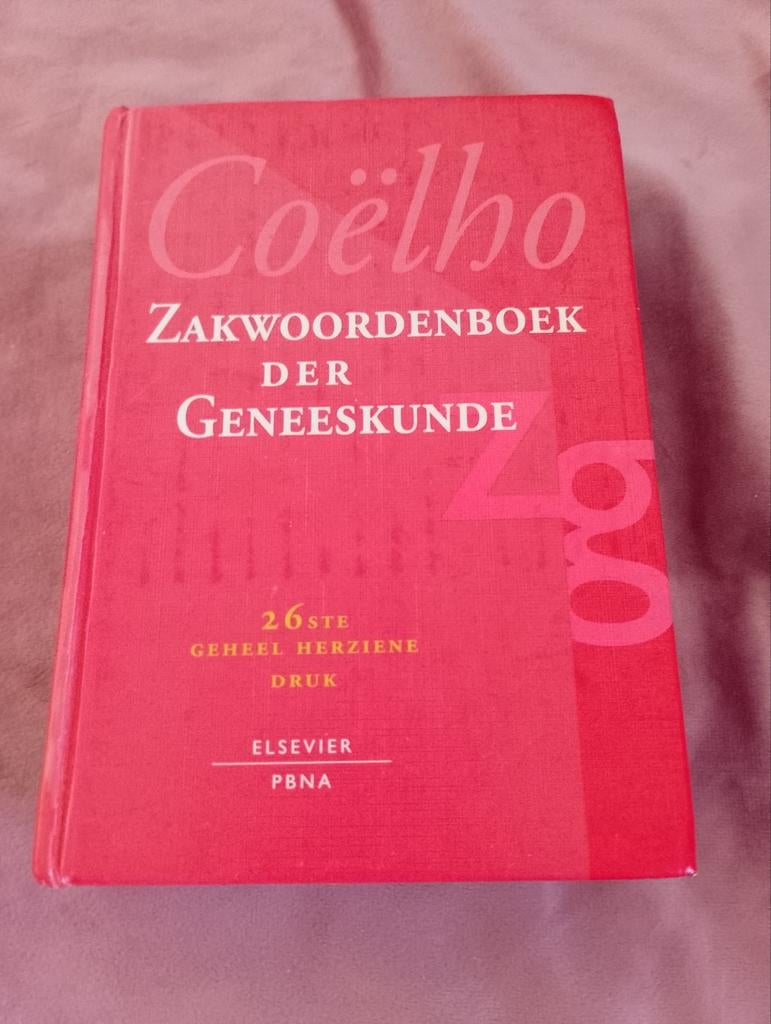 Coëlho
ZAKWOORDENBOEK
DER
GENEESKUNDE
Zg
26STE
GEHEEL HERZIENE
DRUK
ELSEVIER
PBNA